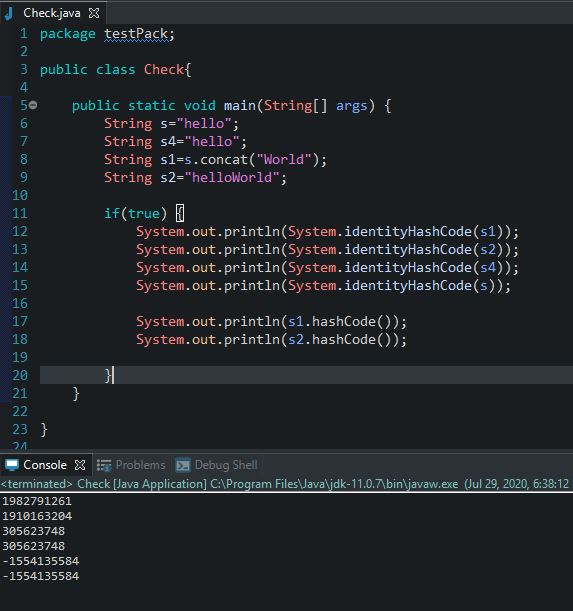 Check.java
1 package testPack;
2
3 public class Check{
4
5 public static void main(String[] args) {
6 String s="hello";
7 String s4="hello";
8 String s1=s.concat("World");
9 String s2="helloWorld";
10
11 if(true) {
12 System.out.println(System.identityHashCode(s1));
13 System.out.println(System.identityHashCode(s2));
14 System.out.println(System.identityHashCode(s4));
15 System.out.println(System.identityHashCode(s));
16
17 System.out.println(s1.hashCode());
18 System.out.println(s2.hashCode());
19
20 }
21 }
22
23 }
24
Console Problems Debug Shell
<terminated> Check [Java Application] C:\Program Files\Java\jdk-11.0.7\bin\javaw.exe (Jul 29, 2020, 6:38:12
1982791261
1910163204
305623748
305623748
-1554135584
-1554135584